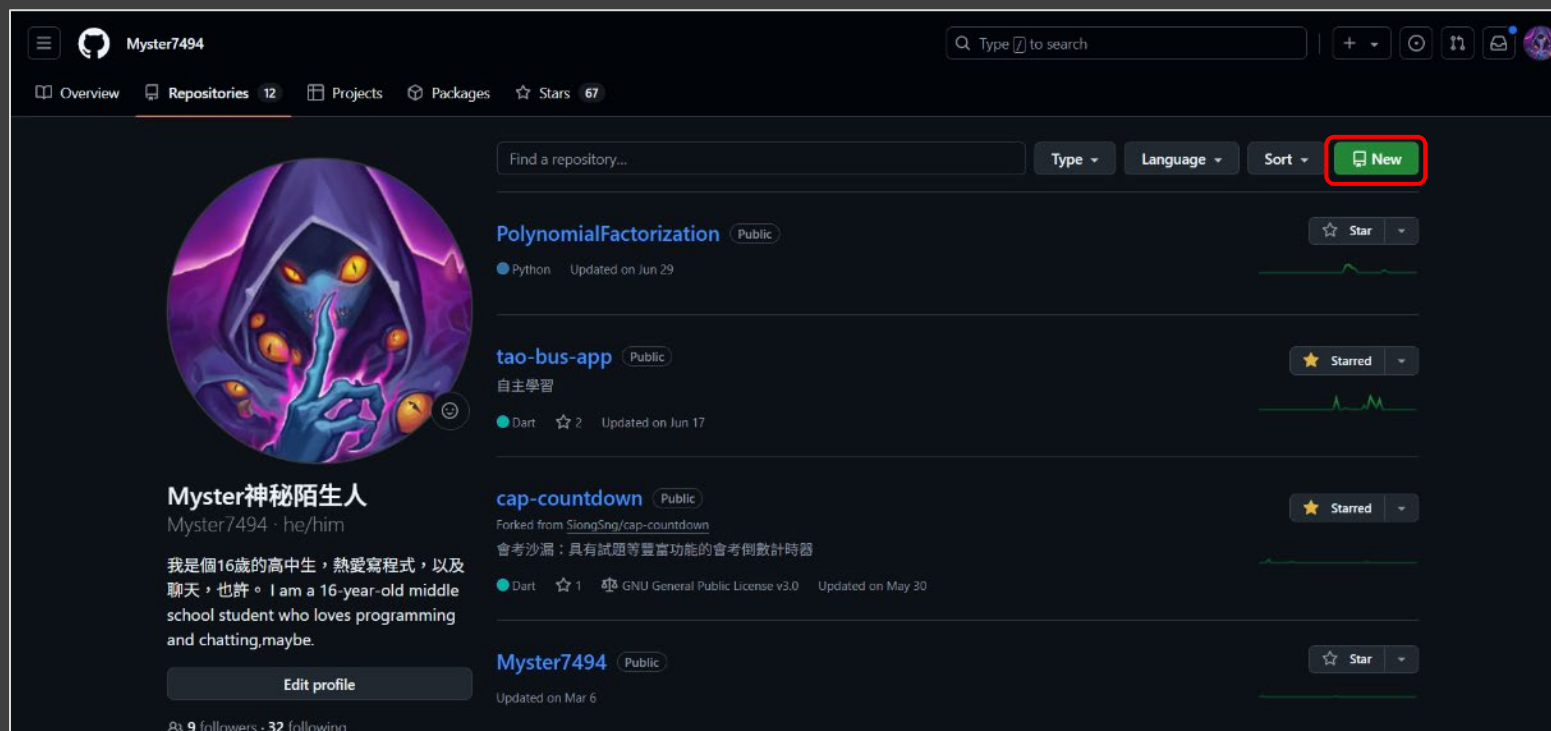 Myster7494
Type / to search
Overview Repositories 12 Projects Packages Stars 67
Find a repository... Type Language Sort New
PolynomialFactorization Public
Star
Python Updated on Jun 29
tao-bus-app Public
Starred
自主學習
Dart 2 Updated on Jun 17
cap-countdown Public
Starred
Forked from SiongSng/cap-countdown
會考沙漏：具有試題等豐富功能的會考倒數計時器
Dart 1 GNU General Public License v3.0 Updated on May 30
Myster7494 Public
Star
Updated on Mar 6
Myster神秘陌生人
Myster7494 · he/him
我是個16歲的高中生，熱愛寫程式，以及
聊天，也許。 I am a 16-year-old middle
school student who loves programming
and chatting,maybe.
Edit profile
9 followers · 32 following